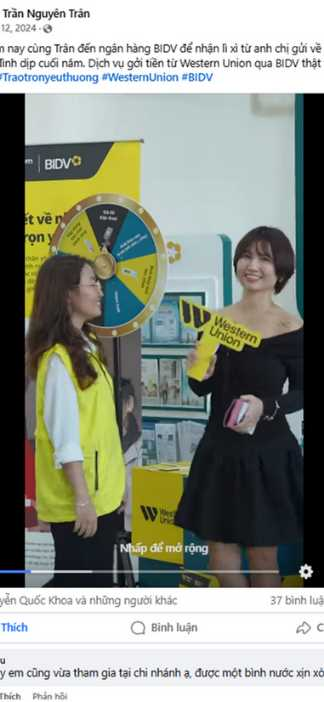 Trần Nguyên Trân
12, 2024 ·
n nay cùng Trân đến ngân hàng BIDV để nhận lì xì từ anh chị gửi về
đình dịp cuối năm. Dịch vụ gởi tiền từ Western Union qua BIDV thật
#Traotronyeuthuong #WesternUnion #BIDV
BIDV
ết về n
rọn y
Western
Union
Western
Union
Nhấp để mở rộng
yễn Quốc Khoa và những người khác
37 bình luậ
Thích
Bình luận
C
u
y em cũng vừa tham gia tại chi nhánh ạ, được một bình nước xịn xò
Thích Phản hồi